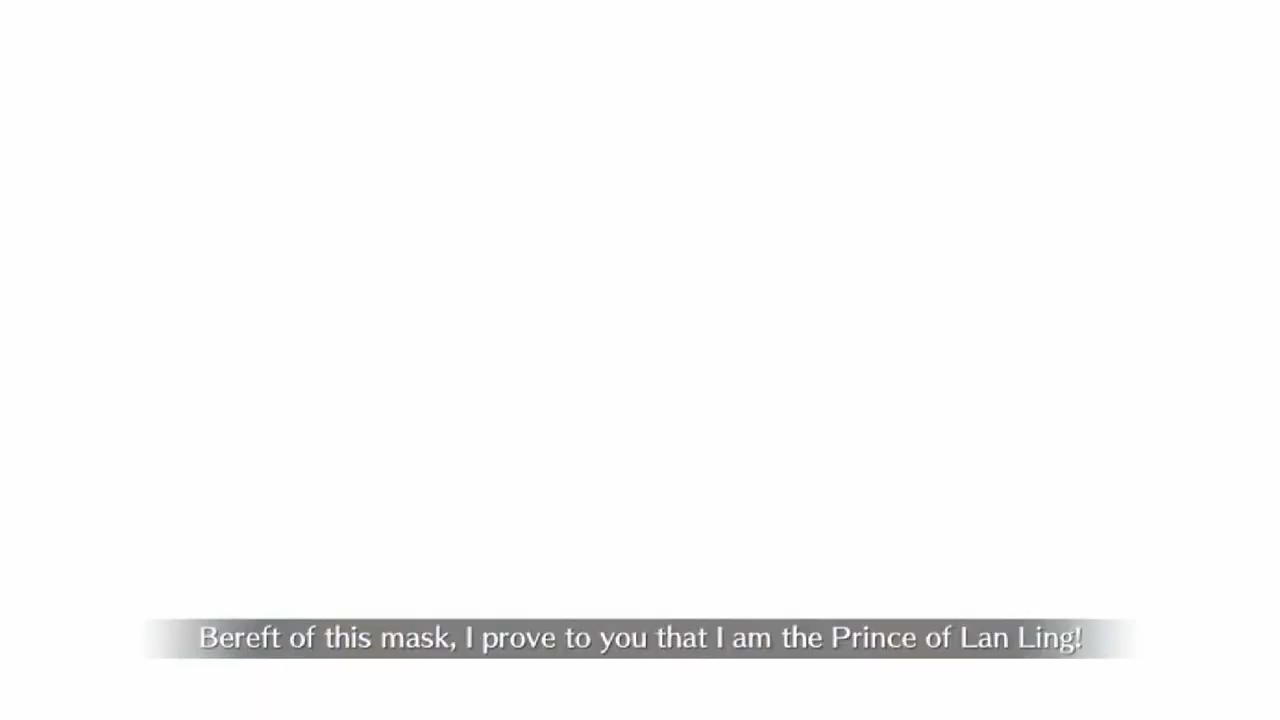 Bereft of this mask, I prove to you that I am the Prince of Lan Ling!